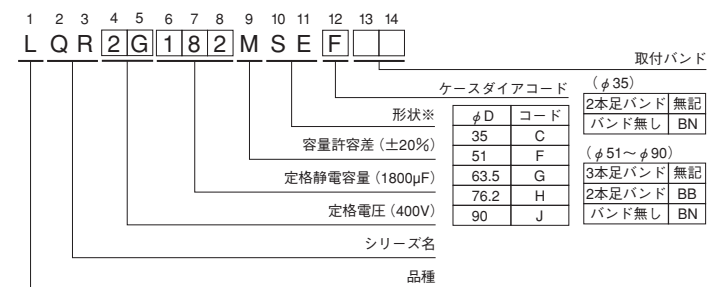 1 2 3 4 5 6 7 8 9 10 11 12 13 14
L Q R 2 G 1 8 2 M S E F
取付バンド
ケースダイアコード
(φ35)
2本足バンド 無記
バンド無し BN
(φ51～φ90)
3本足バンド 無記
2本足バンド BB
バンド無し BN
φD コード
35 C
51 F
63.5 G
76.2 H
90 J
形状※
容量許容差 (±20%)
定格静電容量 (1800μF)
定格電圧 (400V)
シリーズ名
品種